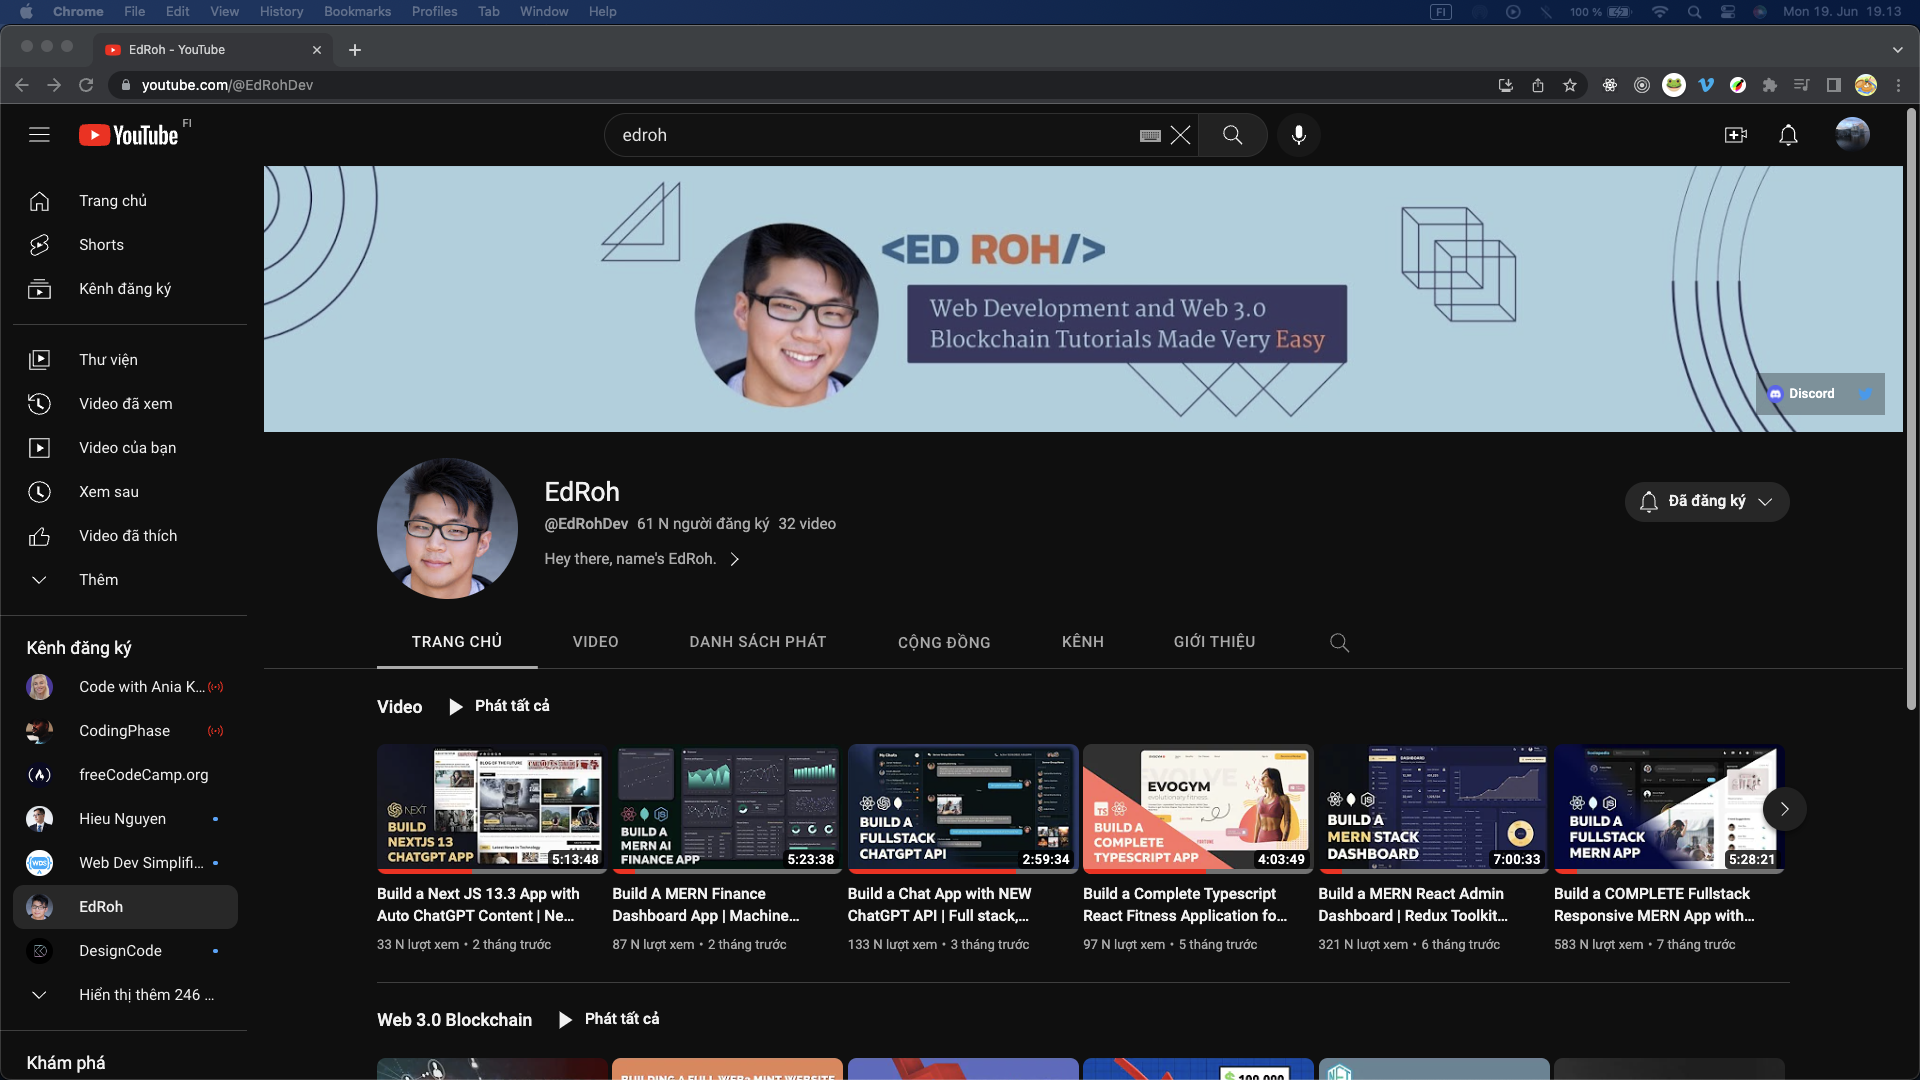 Chrome File Edit View History Bookmarks Profiles Tab Window Help
FI 100 % Mon 19. Jun 19.13
EdRoh - YouTube
youtube.com/@EdRohDev
YouTube FI
edroh
Trang chủ
Shorts
Kênh đăng ký
Thư viện
Video đã xem
Video của bạn
Xem sau
Video đã thích
Thêm
Kênh đăng ký
Code with Ania K...
CodingPhase
freeCodeCamp.org
Hieu Nguyen
Web Dev Simplifi...
EdRoh
DesignCode
Hiển thị thêm 246 ...
Khám phá
<ED ROH/>
Web Development and Web 3.0
Blockchain Tutorials Made Very Easy
Discord
EdRoh
@EdRohDev 61 N người đăng ký 32 video
Hey there, name's EdRoh.
Đã đăng ký
TRANG CHỦ VIDEO DANH SÁCH PHÁT CỘNG ĐỒNG KÊNH GIỚI THIỆU
Video Phát tất cả
NEXT
BUILD
NEXTJS 13
CHATGPT APP
5:13:48
Build a Next JS 13.3 App with
Auto ChatGPT Content | Ne...
33 N lượt xem • 2 tháng trước
BUILD A
MERN AI
FINANCE APP
5:23:38
Build A MERN Finance
Dashboard App | Machine...
87 N lượt xem • 2 tháng trước
BUILD A
FULLSTACK
CHATGPT API
2:59:34
Build a Chat App with NEW
ChatGPT API | Full stack,...
133 N lượt xem • 3 tháng trước
EVOLVE
EVOGYM
TS
BUILD A
COMPLETE
TYPESCRIPT APP
4:03:49
Build a Complete Typescript
React Fitness Application fo...
97 N lượt xem • 5 tháng trước
DASHBOARD
BUILD A
MERN STACK
DASHBOARD
7:00:33
Build a MERN React Admin
Dashboard | Redux Toolkit...
321 N lượt xem • 6 tháng trước
BUILD A
FULLSTACK
MERN APP
5:28:21
Build a COMPLETE Fullstack
Responsive MERN App with...
583 N lượt xem • 7 tháng trước
Web 3.0 Blockchain Phát tất cả
BUILDING A FULL WEB3 MINT WEBSITE
$ 100,000